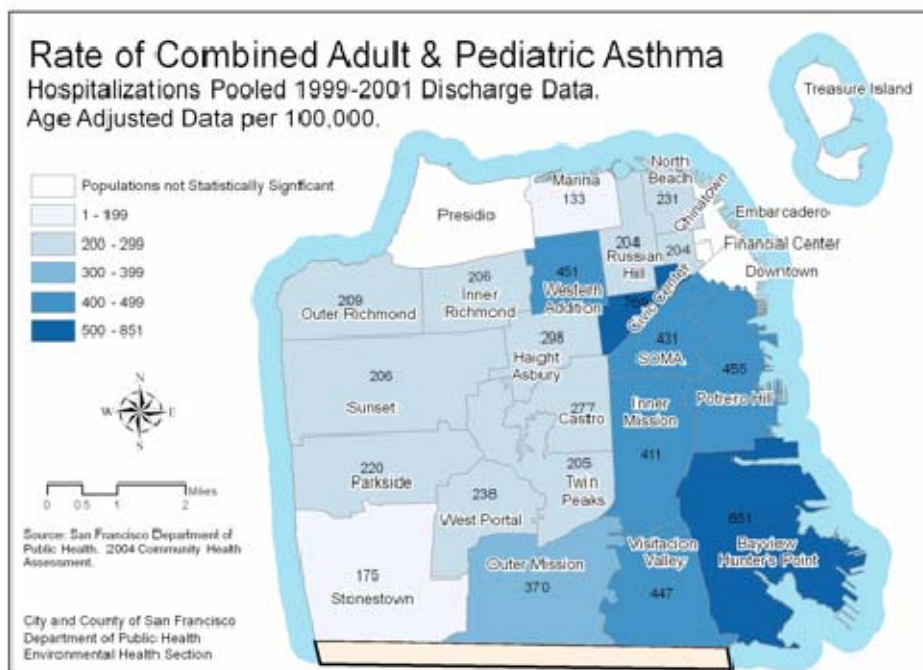 Rate of Combined Adult & Pediatric Asthma
Hospitalizations Pooled 1999-2001 Discharge Data.
Age Adjusted Data per 100,000.
Populations not Statistically Signficant
1 - 199
200 - 299
300 - 399
400 - 499
500 - 851
N
W
E
S
0 0.5 1 2
Miles
Source: San Francisco Department of
Public Health. 2004 Community Health
Assessment.
City and County of San Francisco
Department of Public Health
Environmental Health Section
Treasure Island
Presidio
Marina
133
North
Beach
231
Chinatown
Embarcadero
Financial Center
Downtown
204
Russian
Hill
204
Civic Center
451
Western
Addition
206
Inner
Richmond
209
Outer Richmond
298
Haight
Asbury
431
SOMA
455
Potrero Hill
206
Sunset
277
Castro
Inner
Mission
411
220
Parkside
205
Twin
Peaks
238
West Portal
851
Bayview
Hunter's Point
Visitacion
Valley
447
Outer Mission
370
175
Stonestown